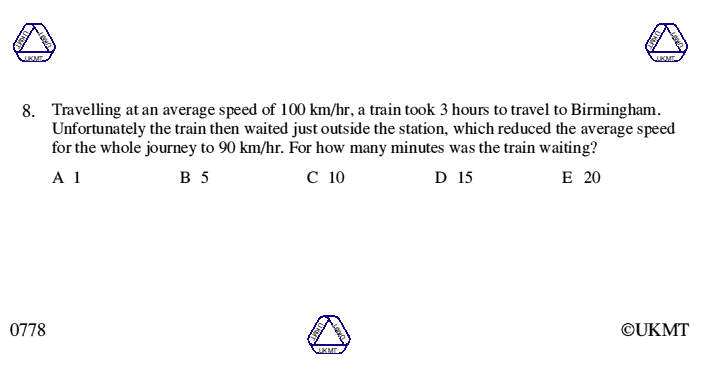 UKMT UKMT UKMT
UKMT UKMT UKMT
8. Travelling at an average speed of 100 km/hr, a train took 3 hours to travel to Birmingham.
Unfortunately the train then waited just outside the station, which reduced the average speed
for the whole journey to 90 km/hr. For how many minutes was the train waiting?
A 1 B 5 C 10 D 15 E 20
0778
UKMT UKMT UKMT
©UKMT